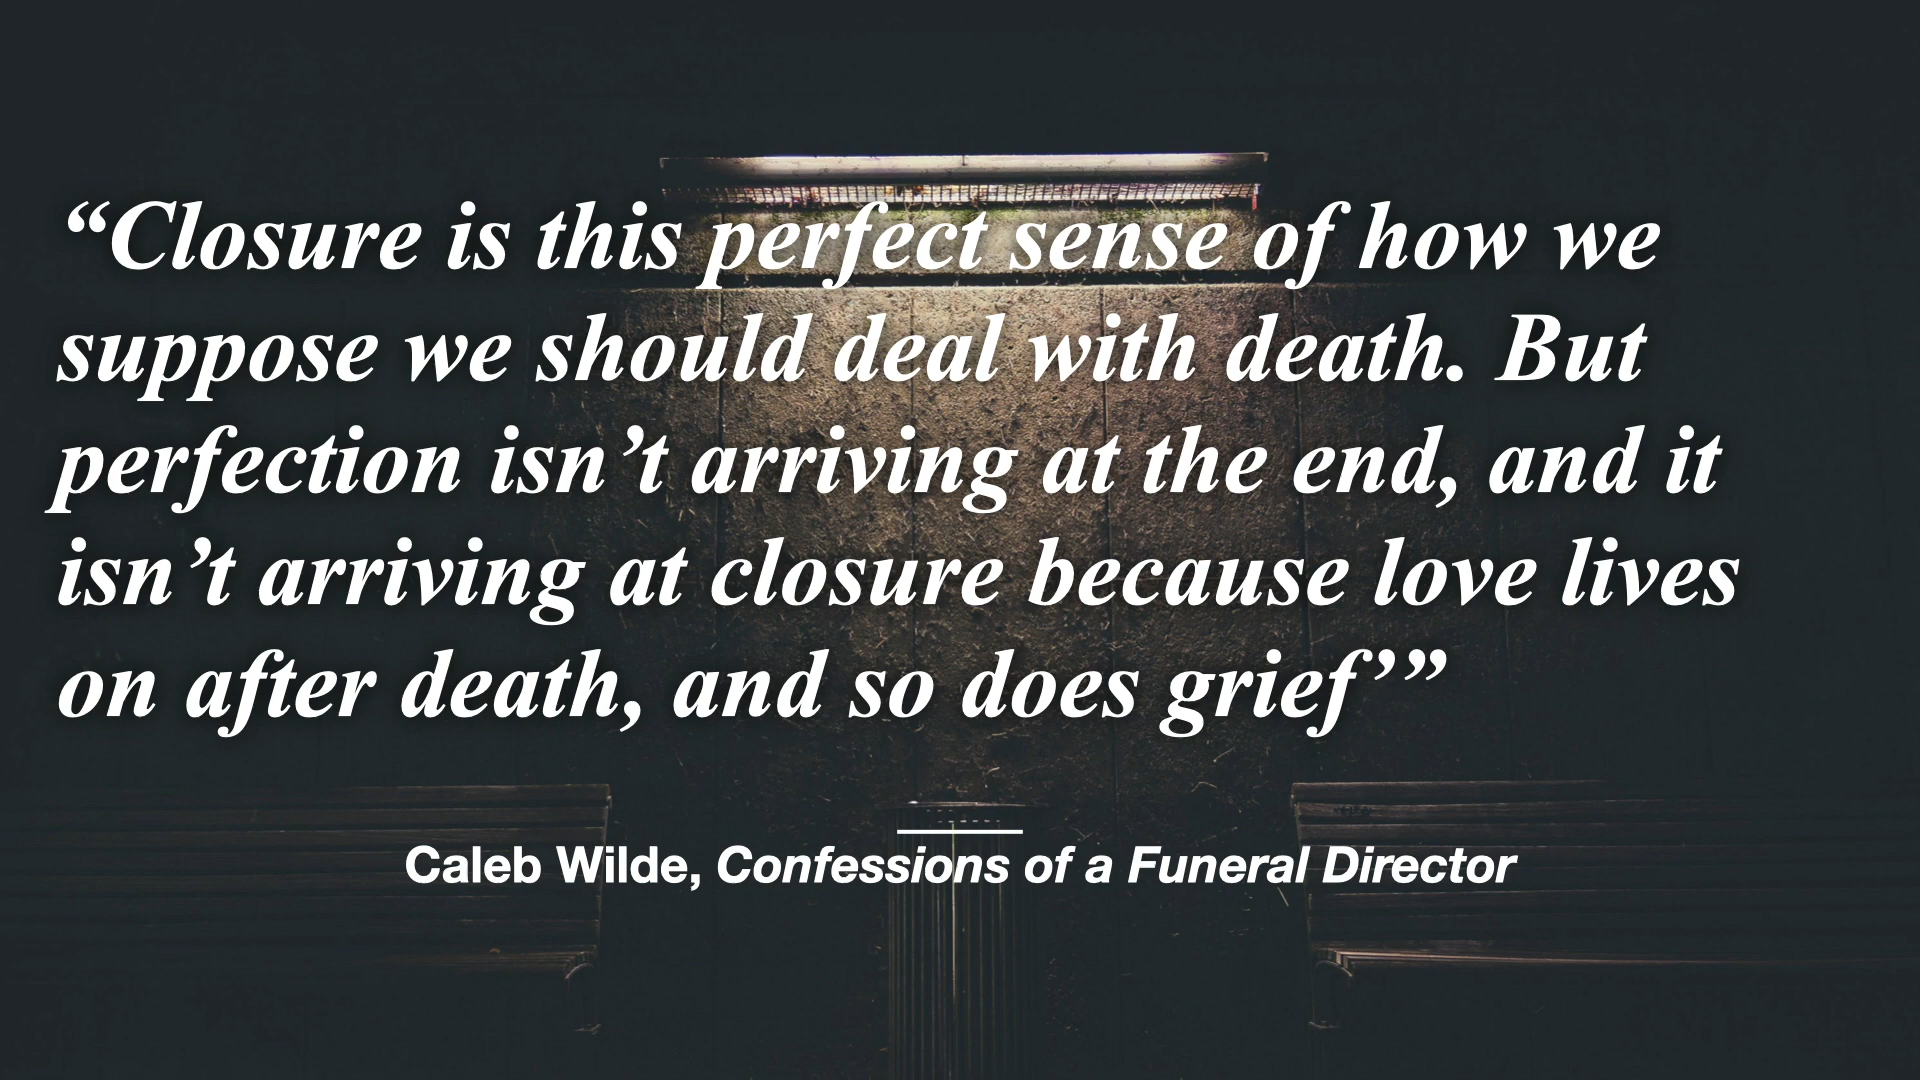 “Closure is this perfect sense of how we
suppose we should deal with death. But
perfection isn’t arriving at the end, and it
isn’t arriving at closure because love lives
on after death, and so does grief’”
Caleb Wilde, Confessions of a Funeral Director